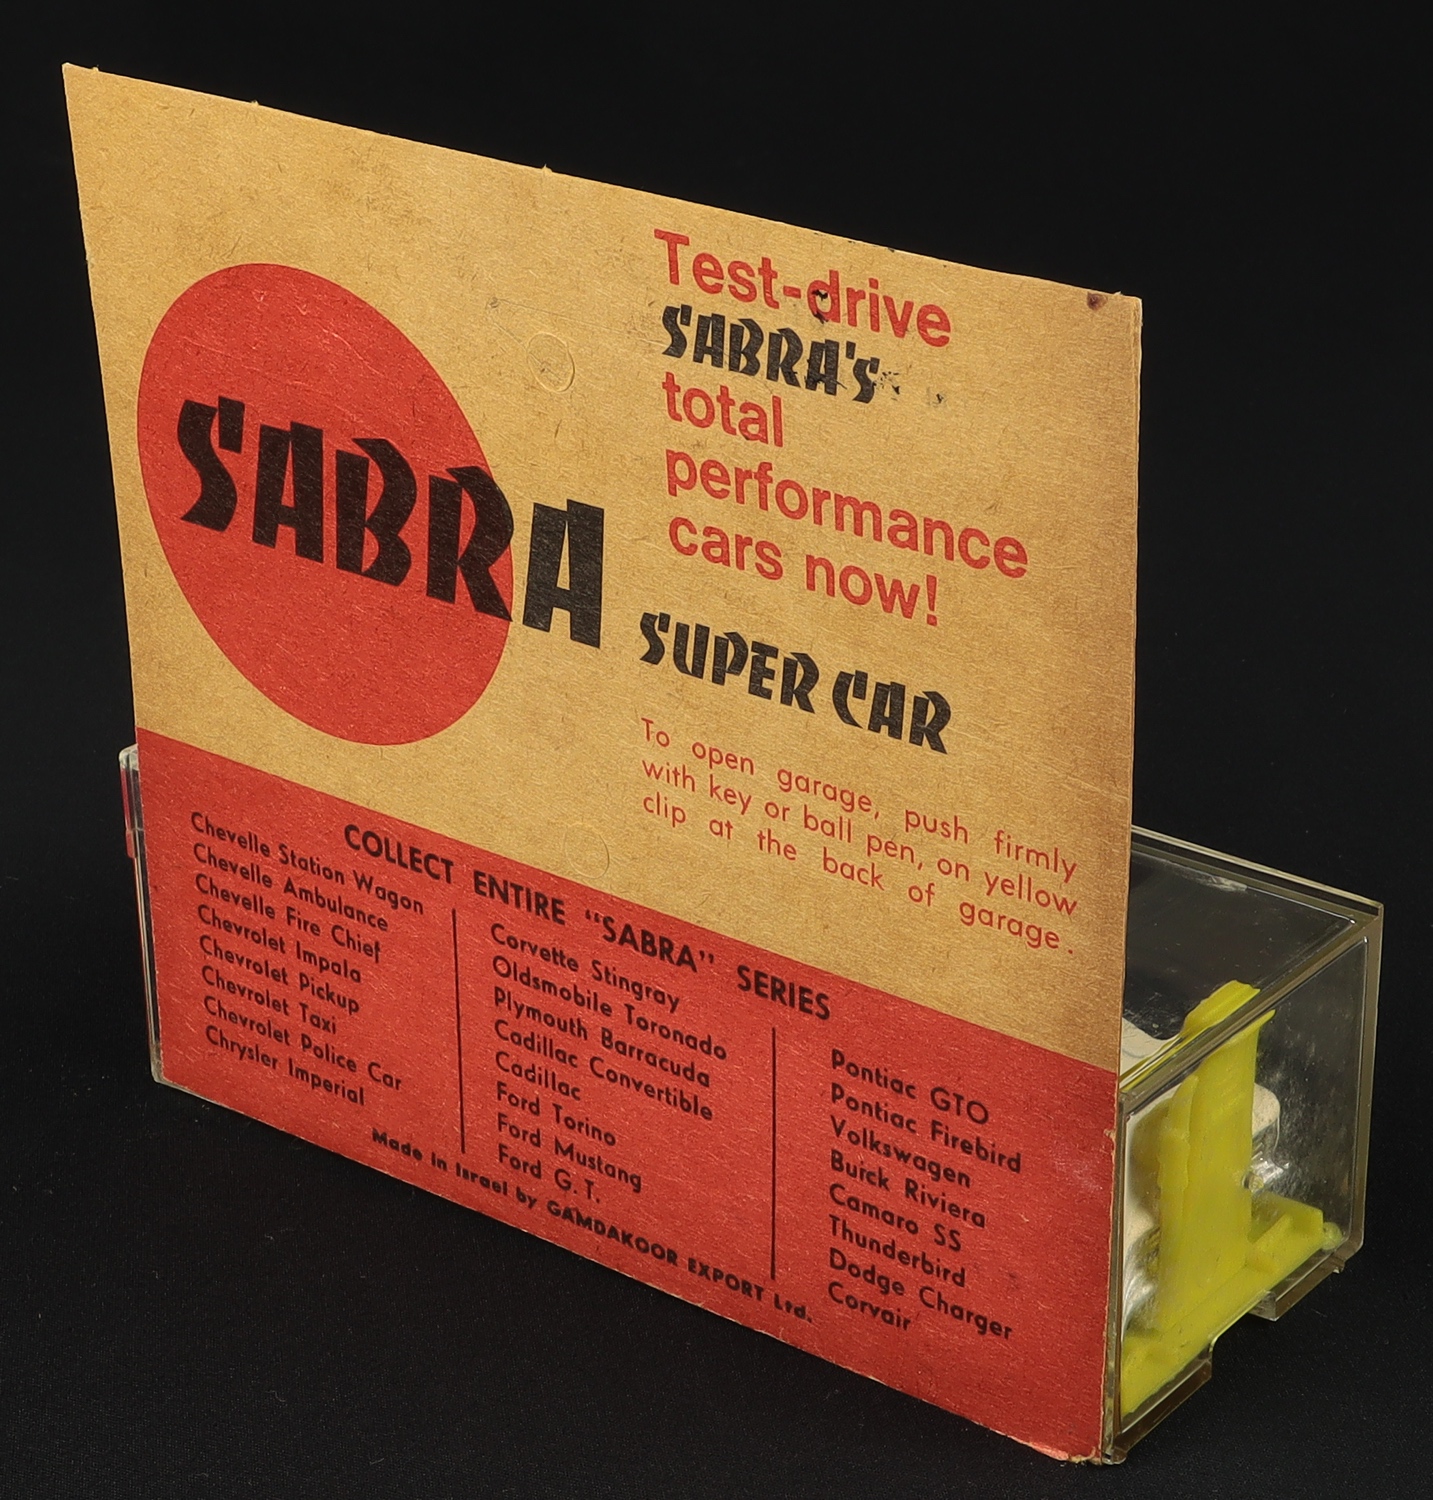 Test-drive
SABRA's
total
performance
cars now!
SABRA
SUPER CAR
To open garage, push firmly
with key or ball pen, on yellow
clip at the back of garage.
COLLECT ENTIRE "SABRA" SERIES
Chevelle Station Wagon
Chevelle Ambulance
Chevelle Fire Chief
Chevrolet Impala
Chevrolet Pickup
Chevrolet Taxi
Chevrolet Police Car
Chrysler Imperial
Corvette Stingray
Oldsmobile Toronado
Plymouth Barracuda
Cadillac Convertible
Cadillac
Ford Torino
Ford Mustang
Ford G.T.
Pontiac GTO
Pontiac Firebird
Volkswagen
Buick Riviera
Camaro SS
Thunderbird
Dodge Charger
Corvair
Made in Israel by GAMDAKOOR EXPORT Ltd.